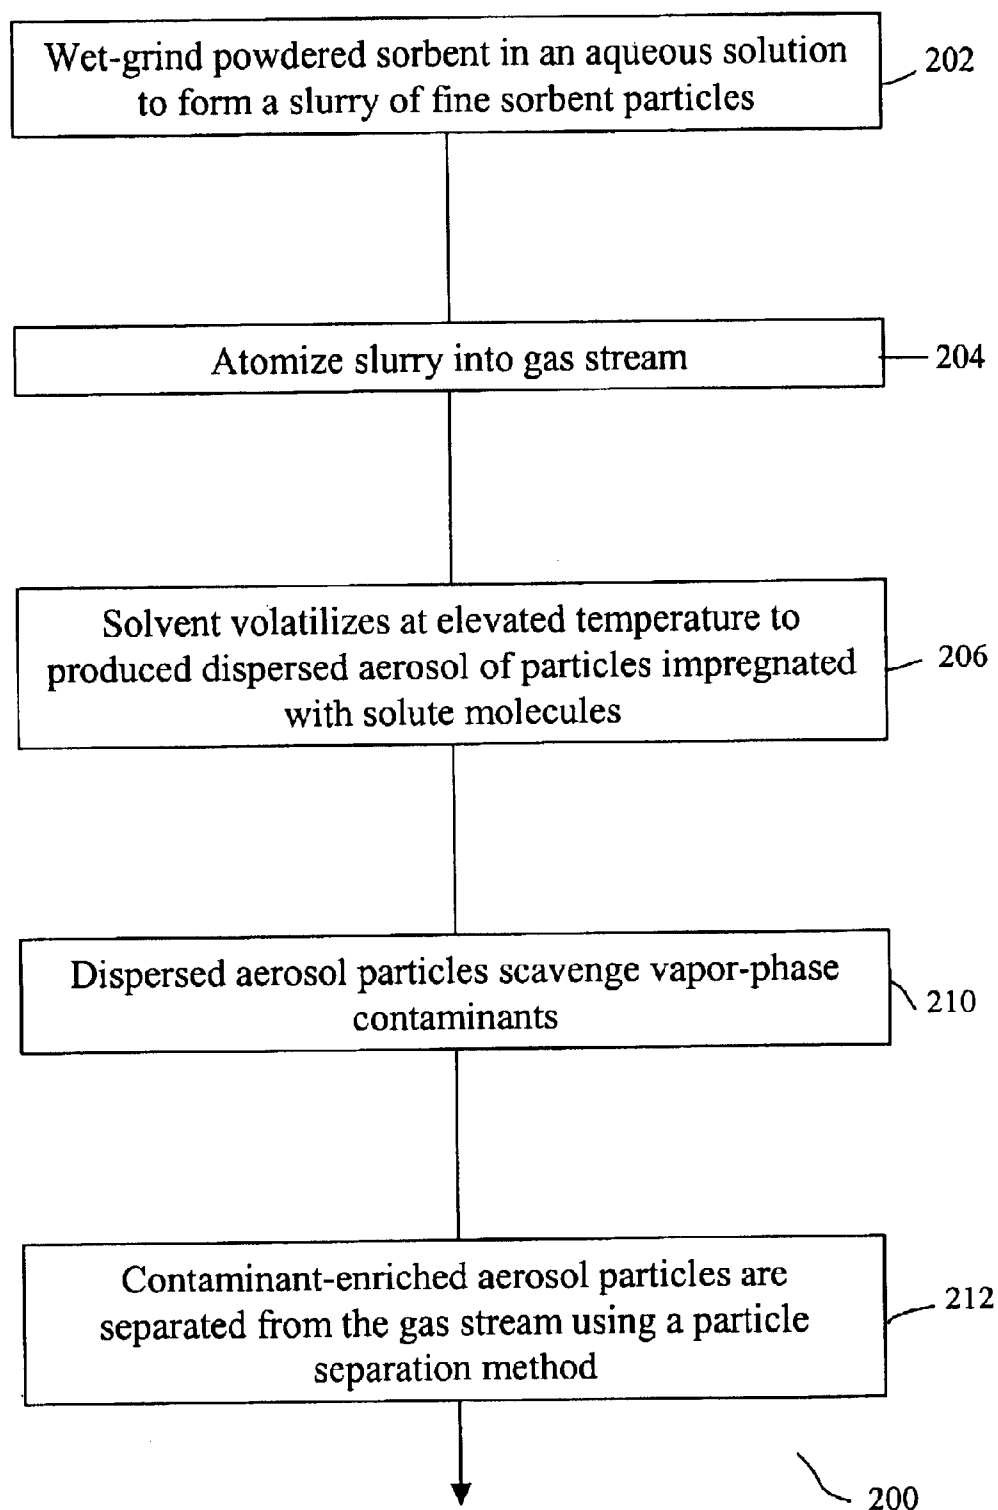 Wet-grind powdered sorbent in an aqueous solution
to form a slurry of fine sorbent particles
202
Atomize slurry into gas stream
204
Solvent volatilizes at elevated temperature to
produced dispersed aerosol of particles impregnated
with solute molecules
206
Dispersed aerosol particles scavenge vapor-phase
contaminants
210
Contaminant-enriched aerosol particles are
separated from the gas stream using a particle
separation method
212
200